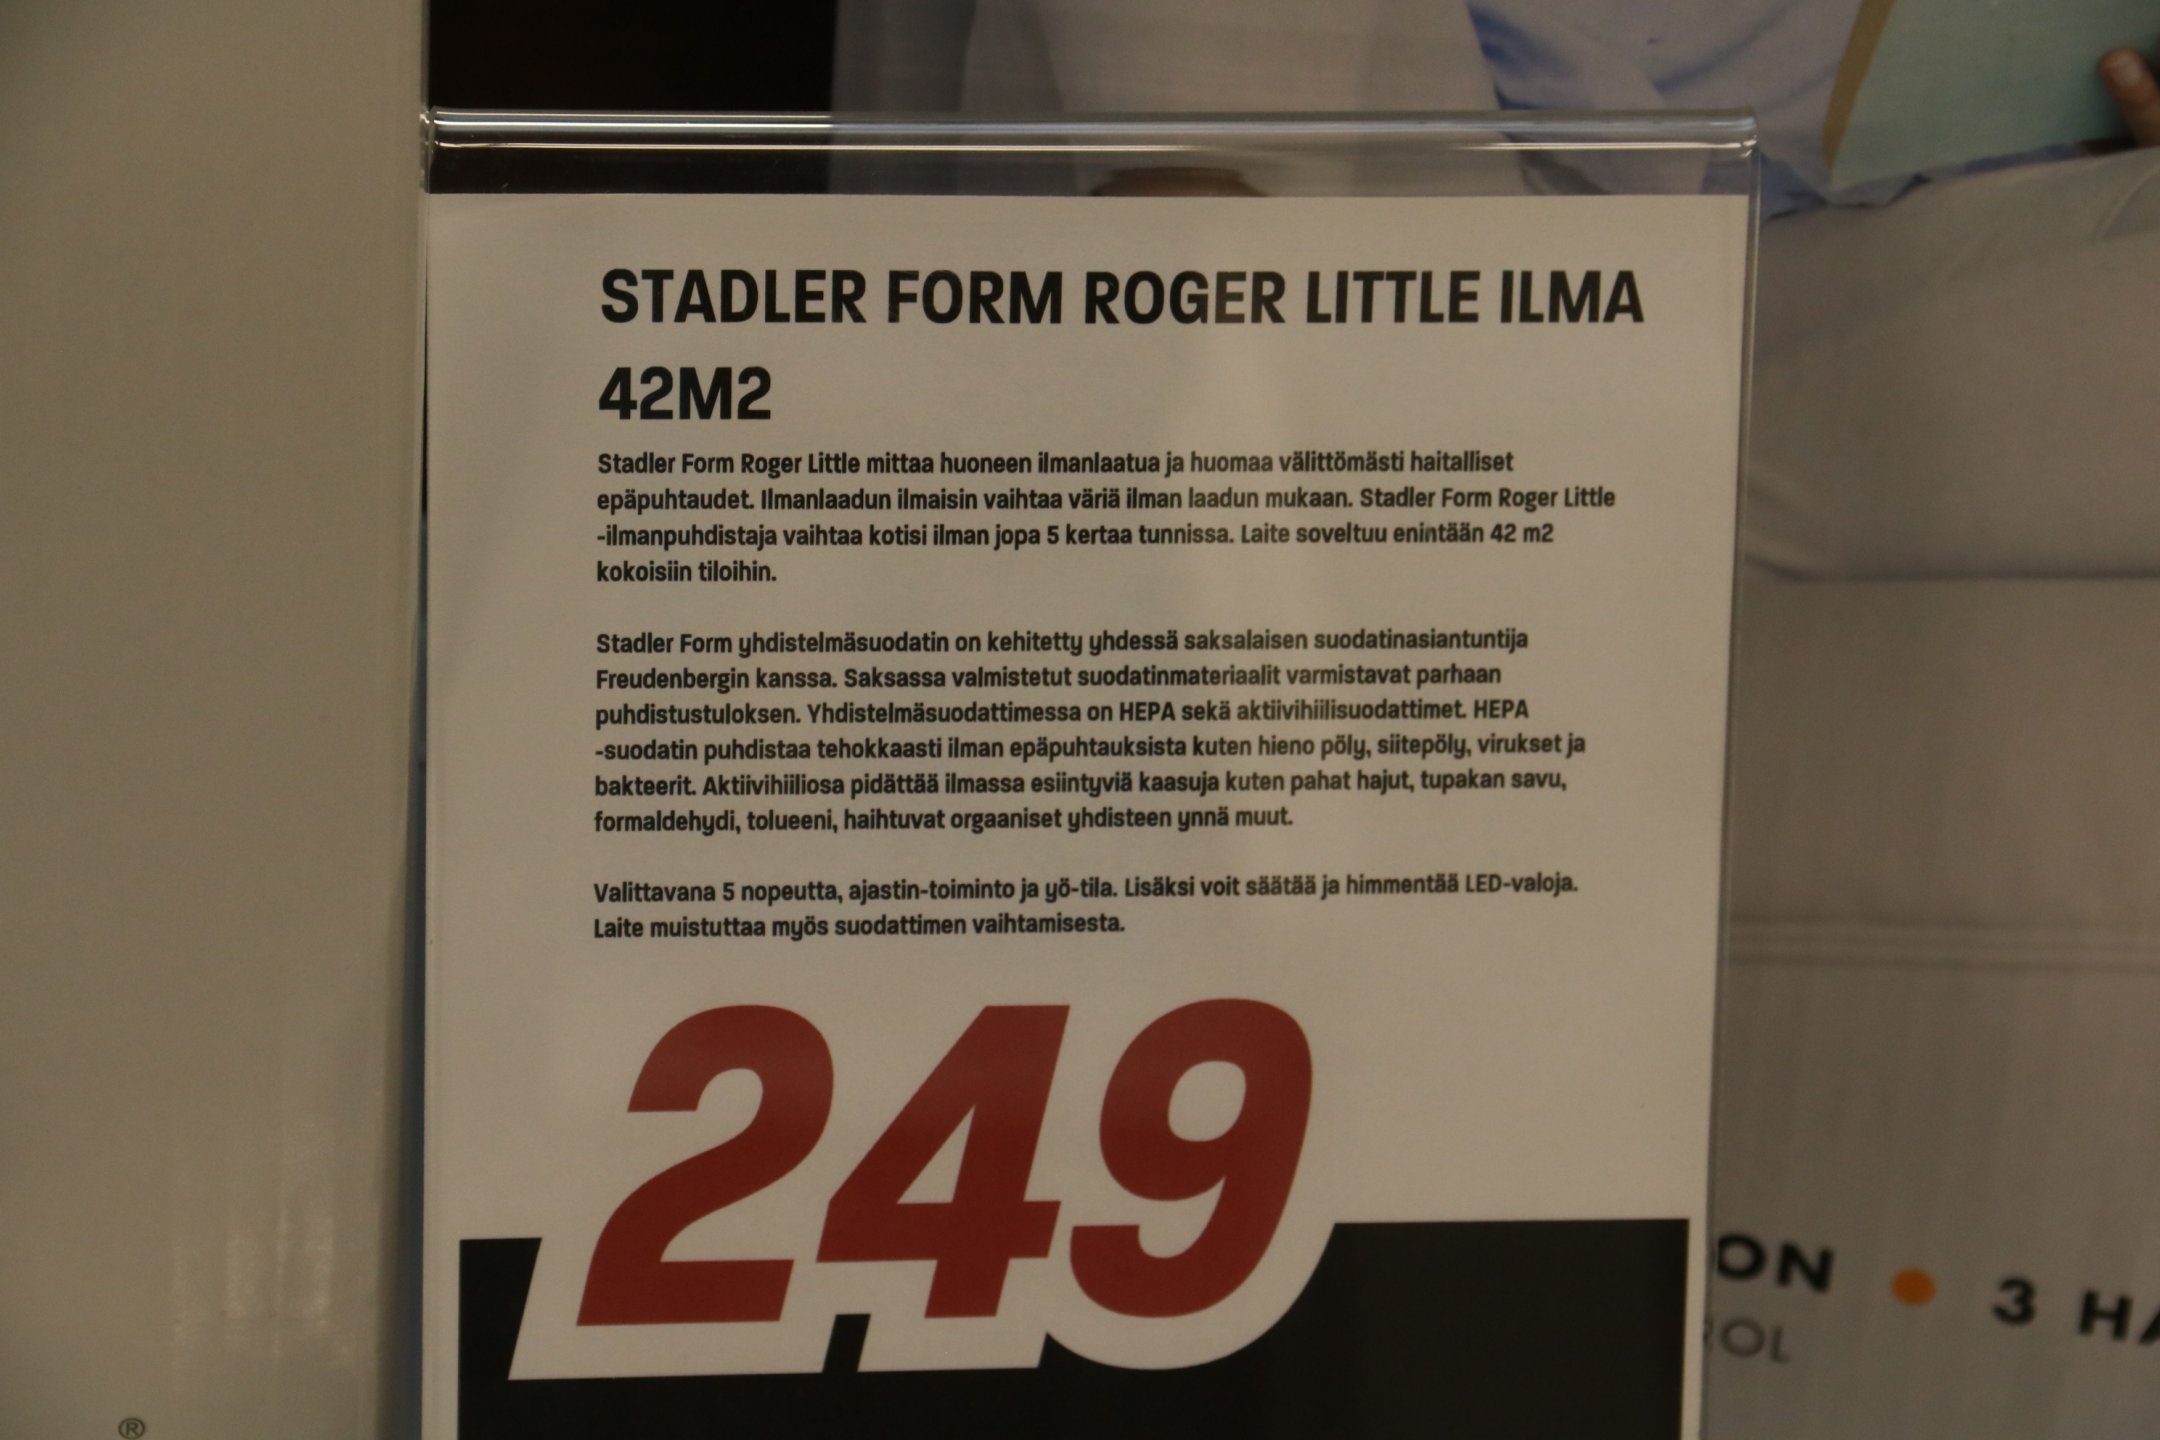 STADLER FORM ROGER LITTLE ILMA
42M2
Stadler Form Roger Little mittaa huoneen ilmanlaatua ja huomaa välittömästi haitalliset
epäpuhtaudet. Ilmanlaadun ilmaisin vaihtaa väriä ilman laadun mukaan. Stadler Form Roger Little
-ilmanpuhdistaja vaihtaa kotisi ilman jopa 5 kertaa tunnissa. Laite soveltuu enintään 42 m2
kokoisiin tiloihin.
Stadler Form yhdistelmäsuodatin on kehitetty yhdessä saksalaisen suodatinasiantuntija
Freudenbergin kanssa. Saksassa valmistetut suodatinmateriaalit varmistavat parhaan
puhdistustuloksen. Yhdistelmäsuodattimessa on HEPA sekä aktiivihiilisuodattimet. HEPA
-suodatin puhdistaa tehokkaasti ilman epäpuhtauksista kuten hieno pöly, siitepöly, virukset ja
bakteerit. Aktiivihiiliosa pidättää ilmassa esiintyviä kaasuja kuten pahat hajut, tupakan savu,
formaldehydi, tolueeni, haihtuvat orgaaniset yhdisteen ynnä muut.
Valittavana 5 nopeutta, ajastin-toiminto ja yö-tila. Lisäksi voit säätää ja himmentää LED-valoja.
Laite muistuttaa myös suodattimen vaihtamisesta.
249
ON • 3 HA
ROL
®